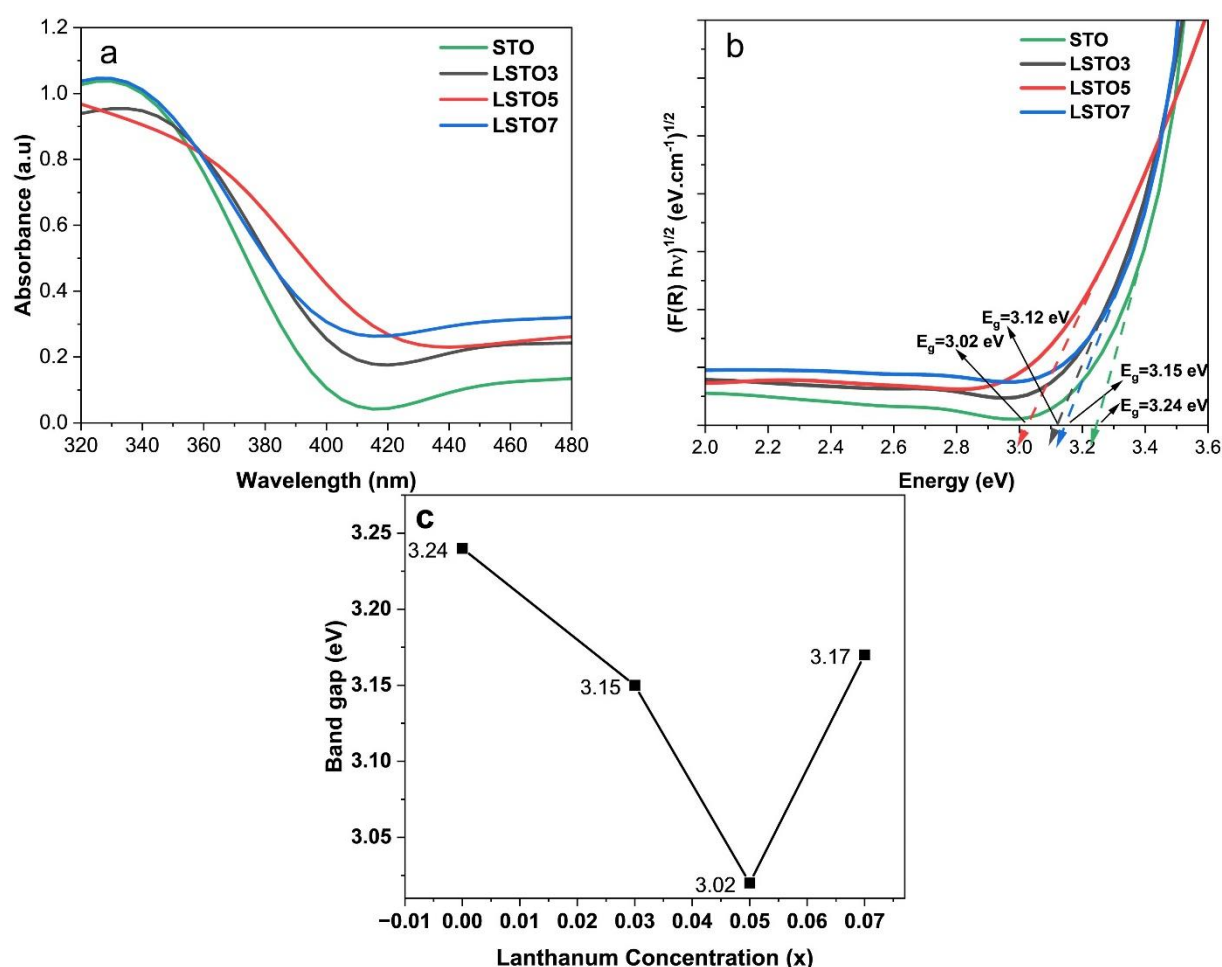 a
STO
LSTO3
LSTO5
LSTO7
Absorbance (a.u)
1.2
1.0
0.8
0.6
0.4
0.2
0.0
320 360 400 420 440 460 480
Wavelength (nm)
b
STO
LSTO3
LSTO5
LSTO7
(F(R) hν)^1/2 (eV.cm^-1)^1/2
Eg=3.12 eV
Eg=3.02 eV
Eg=3.15 eV
Eg=3.24 eV
2.0 2.2 2.4 2.6 2.8 3.0 3.2 3.4 3.6
Energy (eV)
c
Band gap (eV)
3.25
3.20
3.15
3.10
3.05
3.24
3.15
3.02
3.17
−0.01 0.00 0.01 0.02 0.03 0.04 0.05 0.06 0.07
Lanthanum Concentration (x)